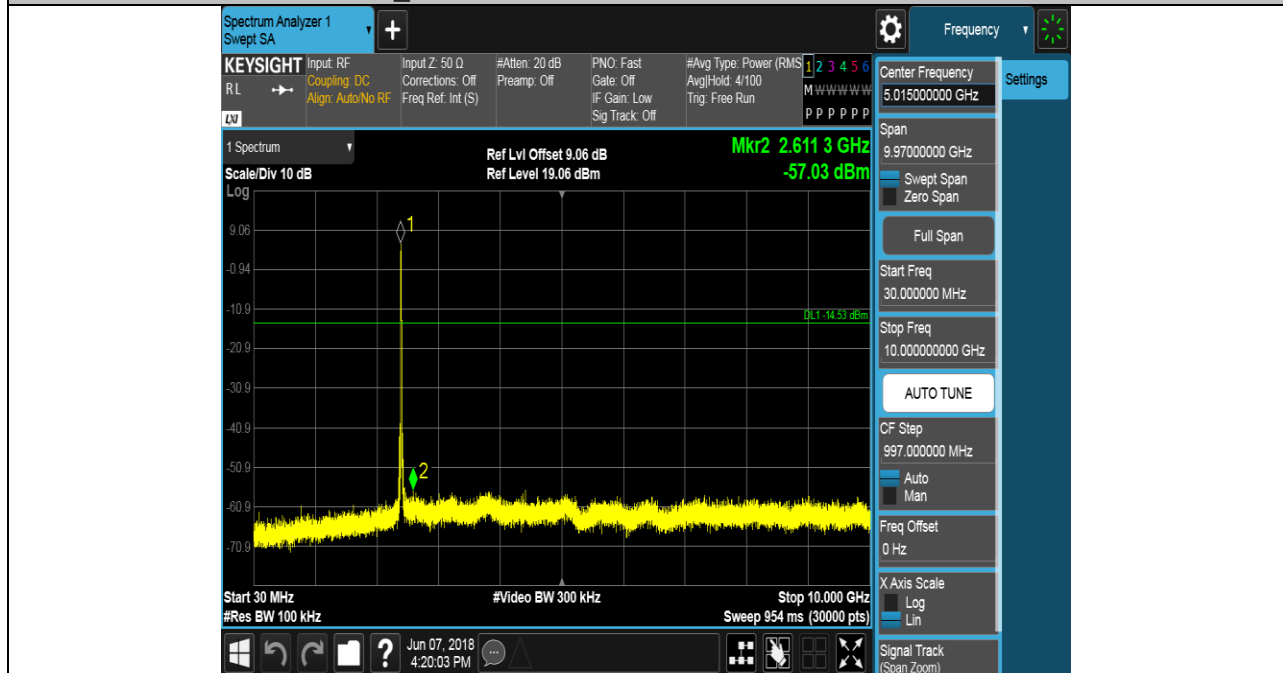 Spectrum Analyzer 1
Swept SA
+
Frequency
KEYSIGHT
RL
LXI
Input: RF
Coupling: DC
Align: Auto/No RF
Input Z: 50 Ω
Corrections: Off
Freq Ref: Int (S)
#Atten: 20 dB
Preamp: Off
PNO: Fast
Gate: Off
IF Gain: Low
Sig Track: Off
#Avg Type: Power (RMS
Avg|Hold: 4/100
Trig: Free Run
1 2 3 4 5 6
M W W W W W
P P P P P P
1 Spectrum
Scale/Div 10 dB
Ref Lvl Offset 9.06 dB
Ref Level 19.06 dBm
Mkr2 2.611 3 GHz
-57.03 dBm
Log
9.06
-0.94
-10.9
-20.9
-30.9
-40.9
-50.9
-60.9
-70.9
1
2
DL1 -14.53 dBm
Start 30 MHz
#Res BW 100 kHz
#Video BW 300 kHz
Stop 10.000 GHz
Sweep 954 ms (30000 pts)
?
Jun 07, 2018
4:20:03 PM
Center Frequency
5.015000000 GHz
Span
9.97000000 GHz
Swept Span
Zero Span
Full Span
Start Freq
30.000000 MHz
Stop Freq
10.000000000 GHz
AUTO TUNE
CF Step
997.000000 MHz
Auto
Man
Freq Offset
0 Hz
X Axis Scale
Log
Lin
Signal Track
(Span Zoom)
Settings